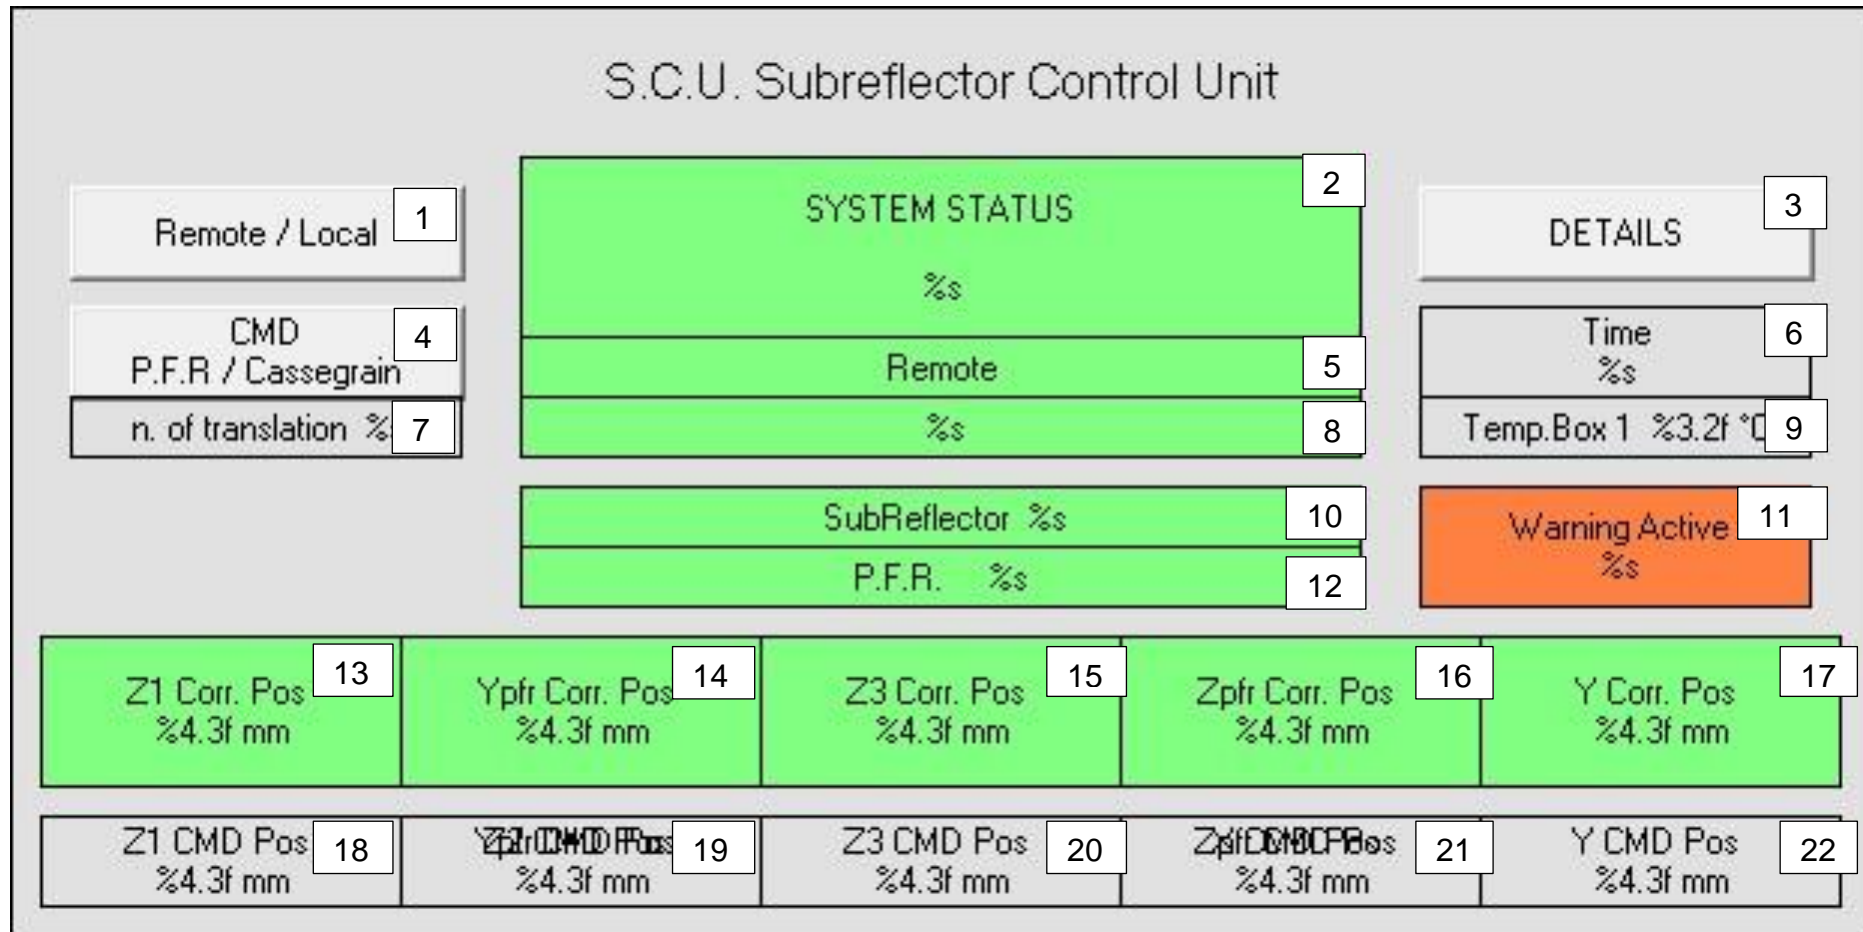 S.C.U. Subreflector Control Unit
Remote / Local
1
SYSTEM STATUS
%s
2
DETAILS
3
CMD
P.F.R / Cassegrain
4
Remote
5
Time
%s
6
n. of translation %
7
%s
8
Temp.Box 1 %3.2f °C
9
SubReflector %s
10
Warning Active
%s
11
P.F.R. %s
12
Z1 Corr. Pos
%4.3f mm
13
Ypfr Corr. Pos
%4.3f mm
14
Z3 Corr. Pos
%4.3f mm
15
Zpfr Corr. Pos
%4.3f mm
16
Y Corr. Pos
%4.3f mm
17
Z1 CMD Pos
%4.3f mm
18
%4.3f mm
19
Z3 CMD Pos
%4.3f mm
20
%4.3f mm
21
Y CMD Pos
%4.3f mm
22